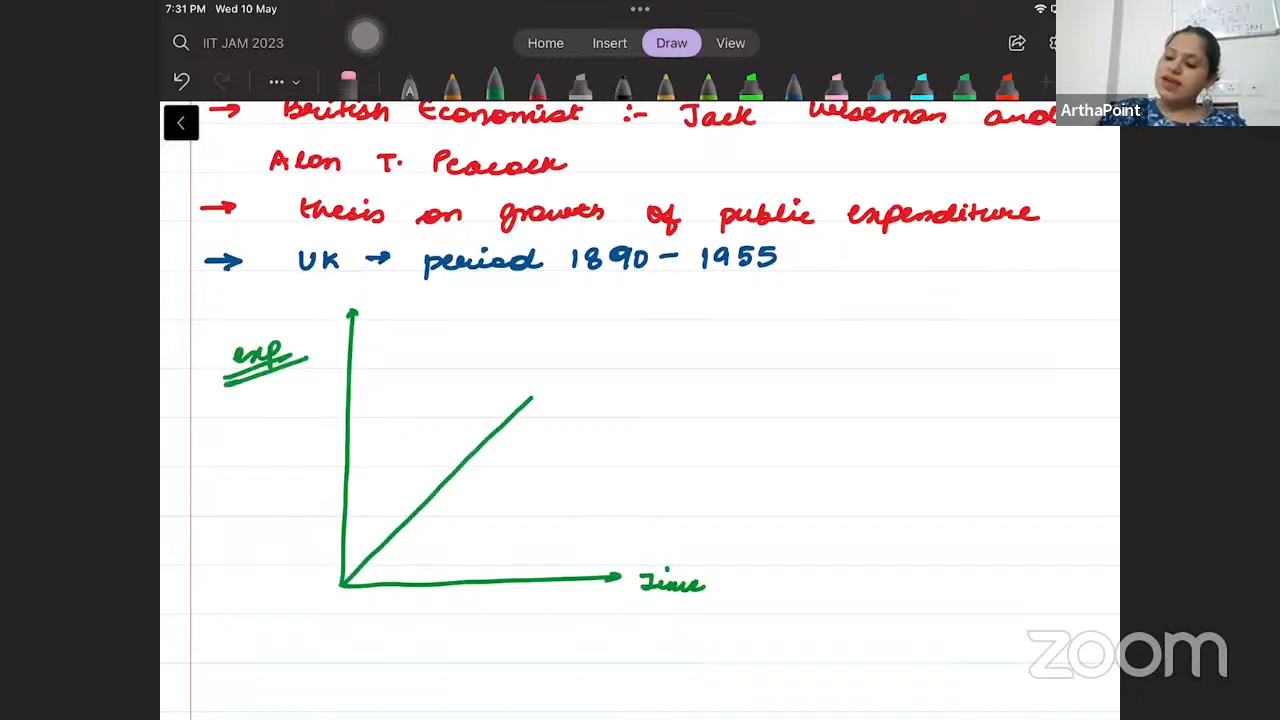 7:31 PM Wed 10 May
IIT JAM 2023
Home Insert Draw View
A
ArthaPoint
→ British Economist :- Jack Wiseman and
Alan T. Peacock
→ thesis on growth of public expenditure
→ UK → period 1890 - 1955
exp
Time
zoom